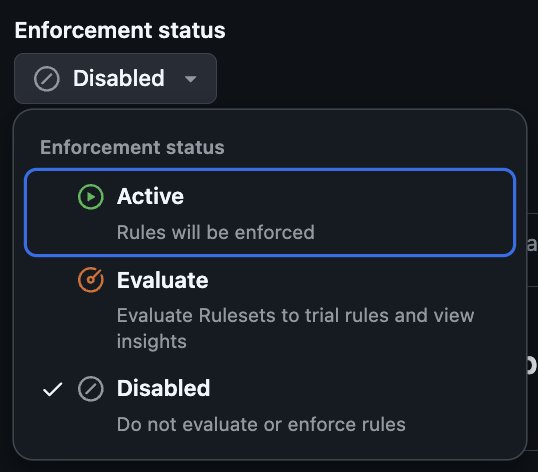 Enforcement status
Disabled
Enforcement status
Active
Rules will be enforced
Evaluate
Evaluate Rulesets to trial rules and view
insights
Disabled
Do not evaluate or enforce rules